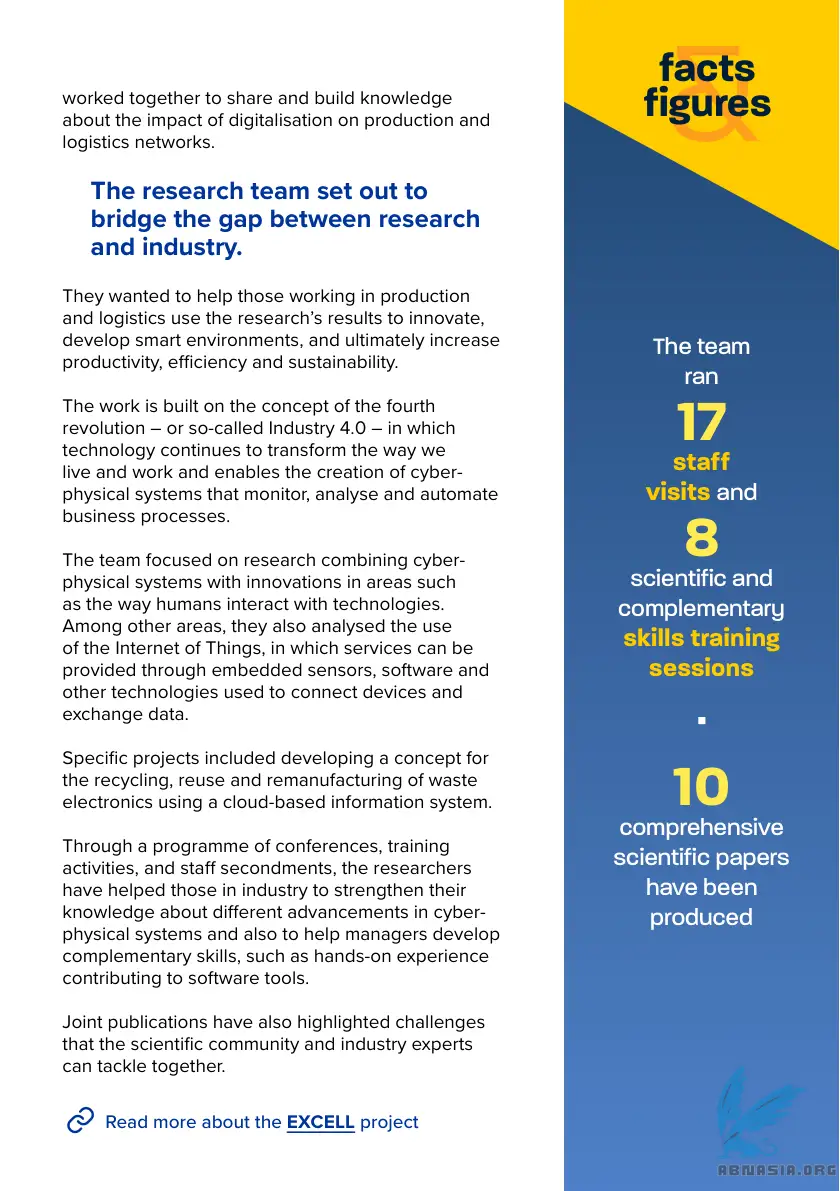 worked together to share and build knowledge
about the impact of digitalisation on production and
logistics networks.
The research team set out to
bridge the gap between research
and industry.
They wanted to help those working in production
and logistics use the research’s results to innovate,
develop smart environments, and ultimately increase
productivity, efficiency and sustainability.
The work is built on the concept of the fourth
revolution – or so-called Industry 4.0 – in which
technology continues to transform the way we
live and work and enables the creation of cyber-
physical systems that monitor, analyse and automate
business processes.
The team focused on research combining cyber-
physical systems with innovations in areas such
as the way humans interact with technologies.
Among other areas, they also analysed the use
of the Internet of Things, in which services can be
provided through embedded sensors, software and
other technologies used to connect devices and
exchange data.
Specific projects included developing a concept for
the recycling, reuse and remanufacturing of waste
electronics using a cloud-based information system.
Through a programme of conferences, training
activities, and staff secondments, the researchers
have helped those in industry to strengthen their
knowledge about different advancements in cyber-
physical systems and also to help managers develop
complementary skills, such as hands-on experience
contributing to software tools.
Joint publications have also highlighted challenges
that the scientific community and industry experts
can tackle together.
Read more about the EXCELL project
facts
&
figures
The team
ran
17
staff
visits and
8
scientific and
complementary
skills training
sessions
10
comprehensive
scientific papers
have been
produced
ABNASIA.ORG